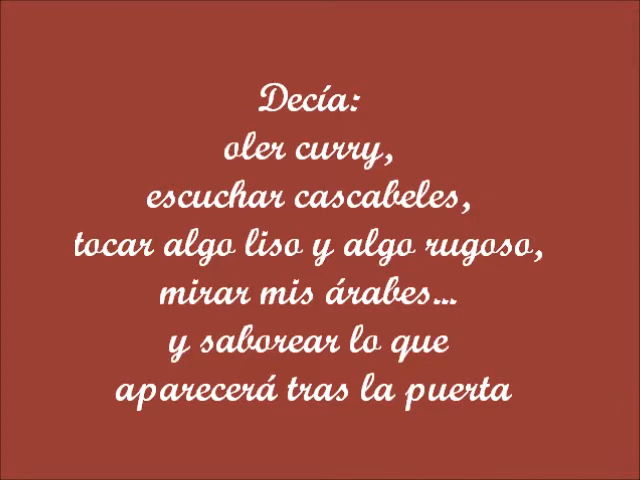 Decía:
oler curry,
escuchar cascabeles,
tocar algo liso y algo rugoso,
mirar mis árabes...
y saborear lo que
aparecerá tras la puerta